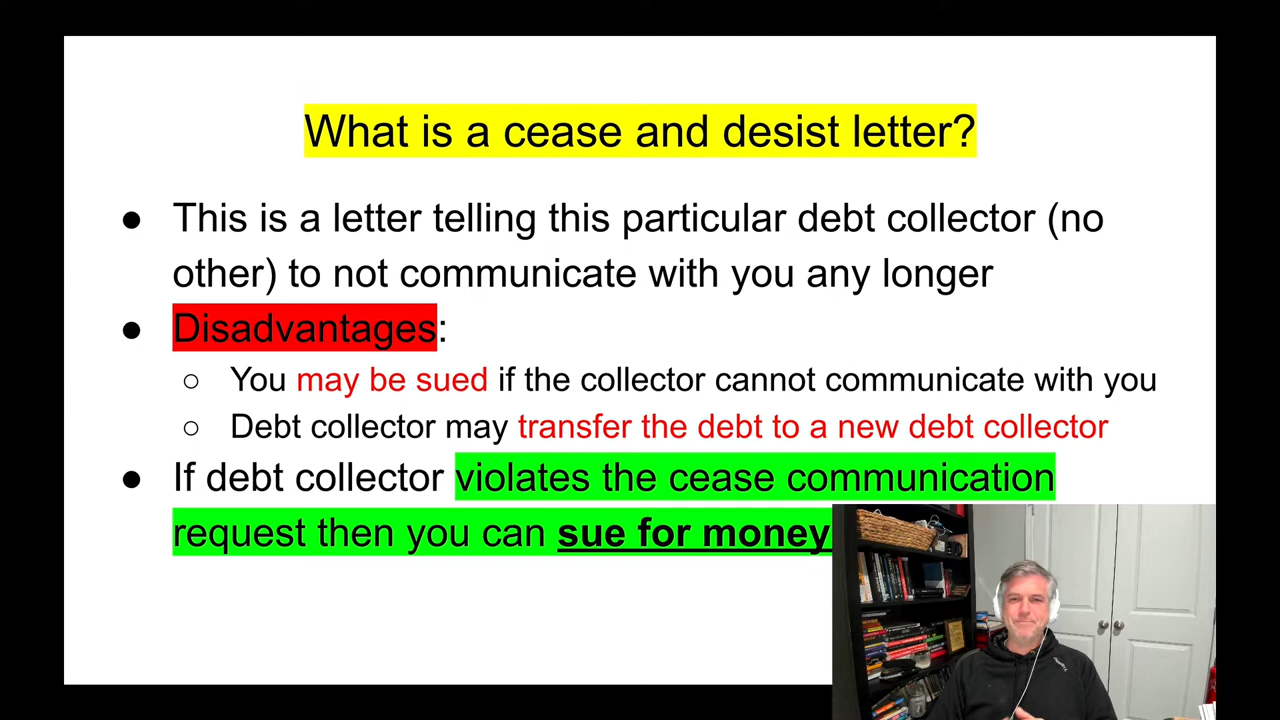 What is a cease and desist letter?
● This is a letter telling this particular debt collector (no
other) to not communicate with you any longer
● Disadvantages:
○ You may be sued if the collector cannot communicate with you
○ Debt collector may transfer the debt to a new debt collector
● If debt collector violates the cease communication
request then you can sue for money